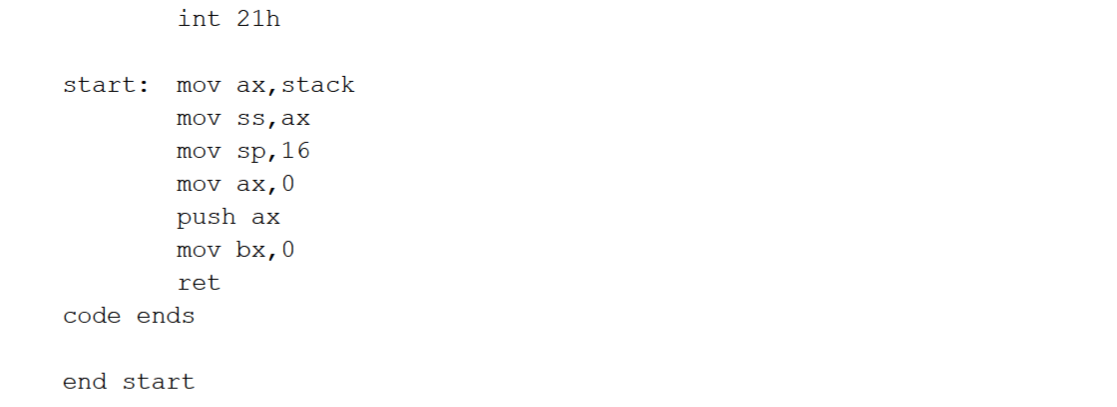 int 21h
start: mov ax,stack
mov ss,ax
mov sp,16
mov ax,0
push ax
mov bx,0
ret
code ends
end start